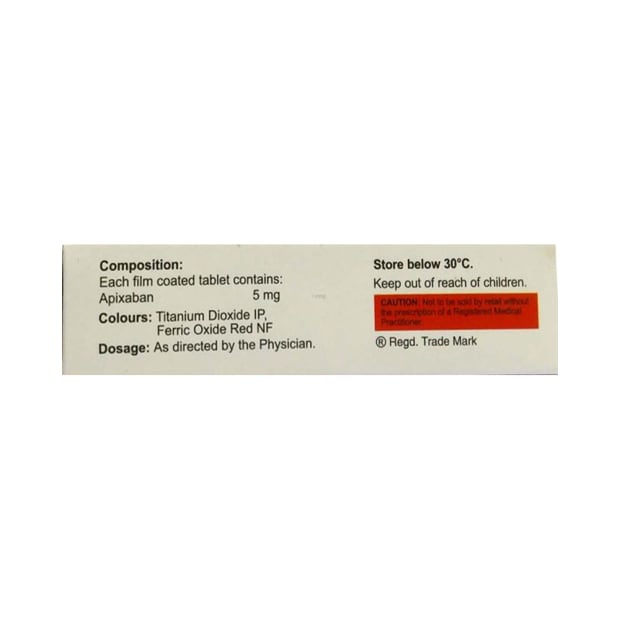 Composition:
Each film coated tablet contains:
Apixaban 5 mg
Colours: Titanium Dioxide IP,
Ferric Oxide Red NF
Dosage: As directed by the Physician.
Store below 30°C.
Keep out of reach of children.
CAUTION: Not to be sold by retail without
the prescription of a Registered Medical
Practitioner.
® Regd. Trade Mark